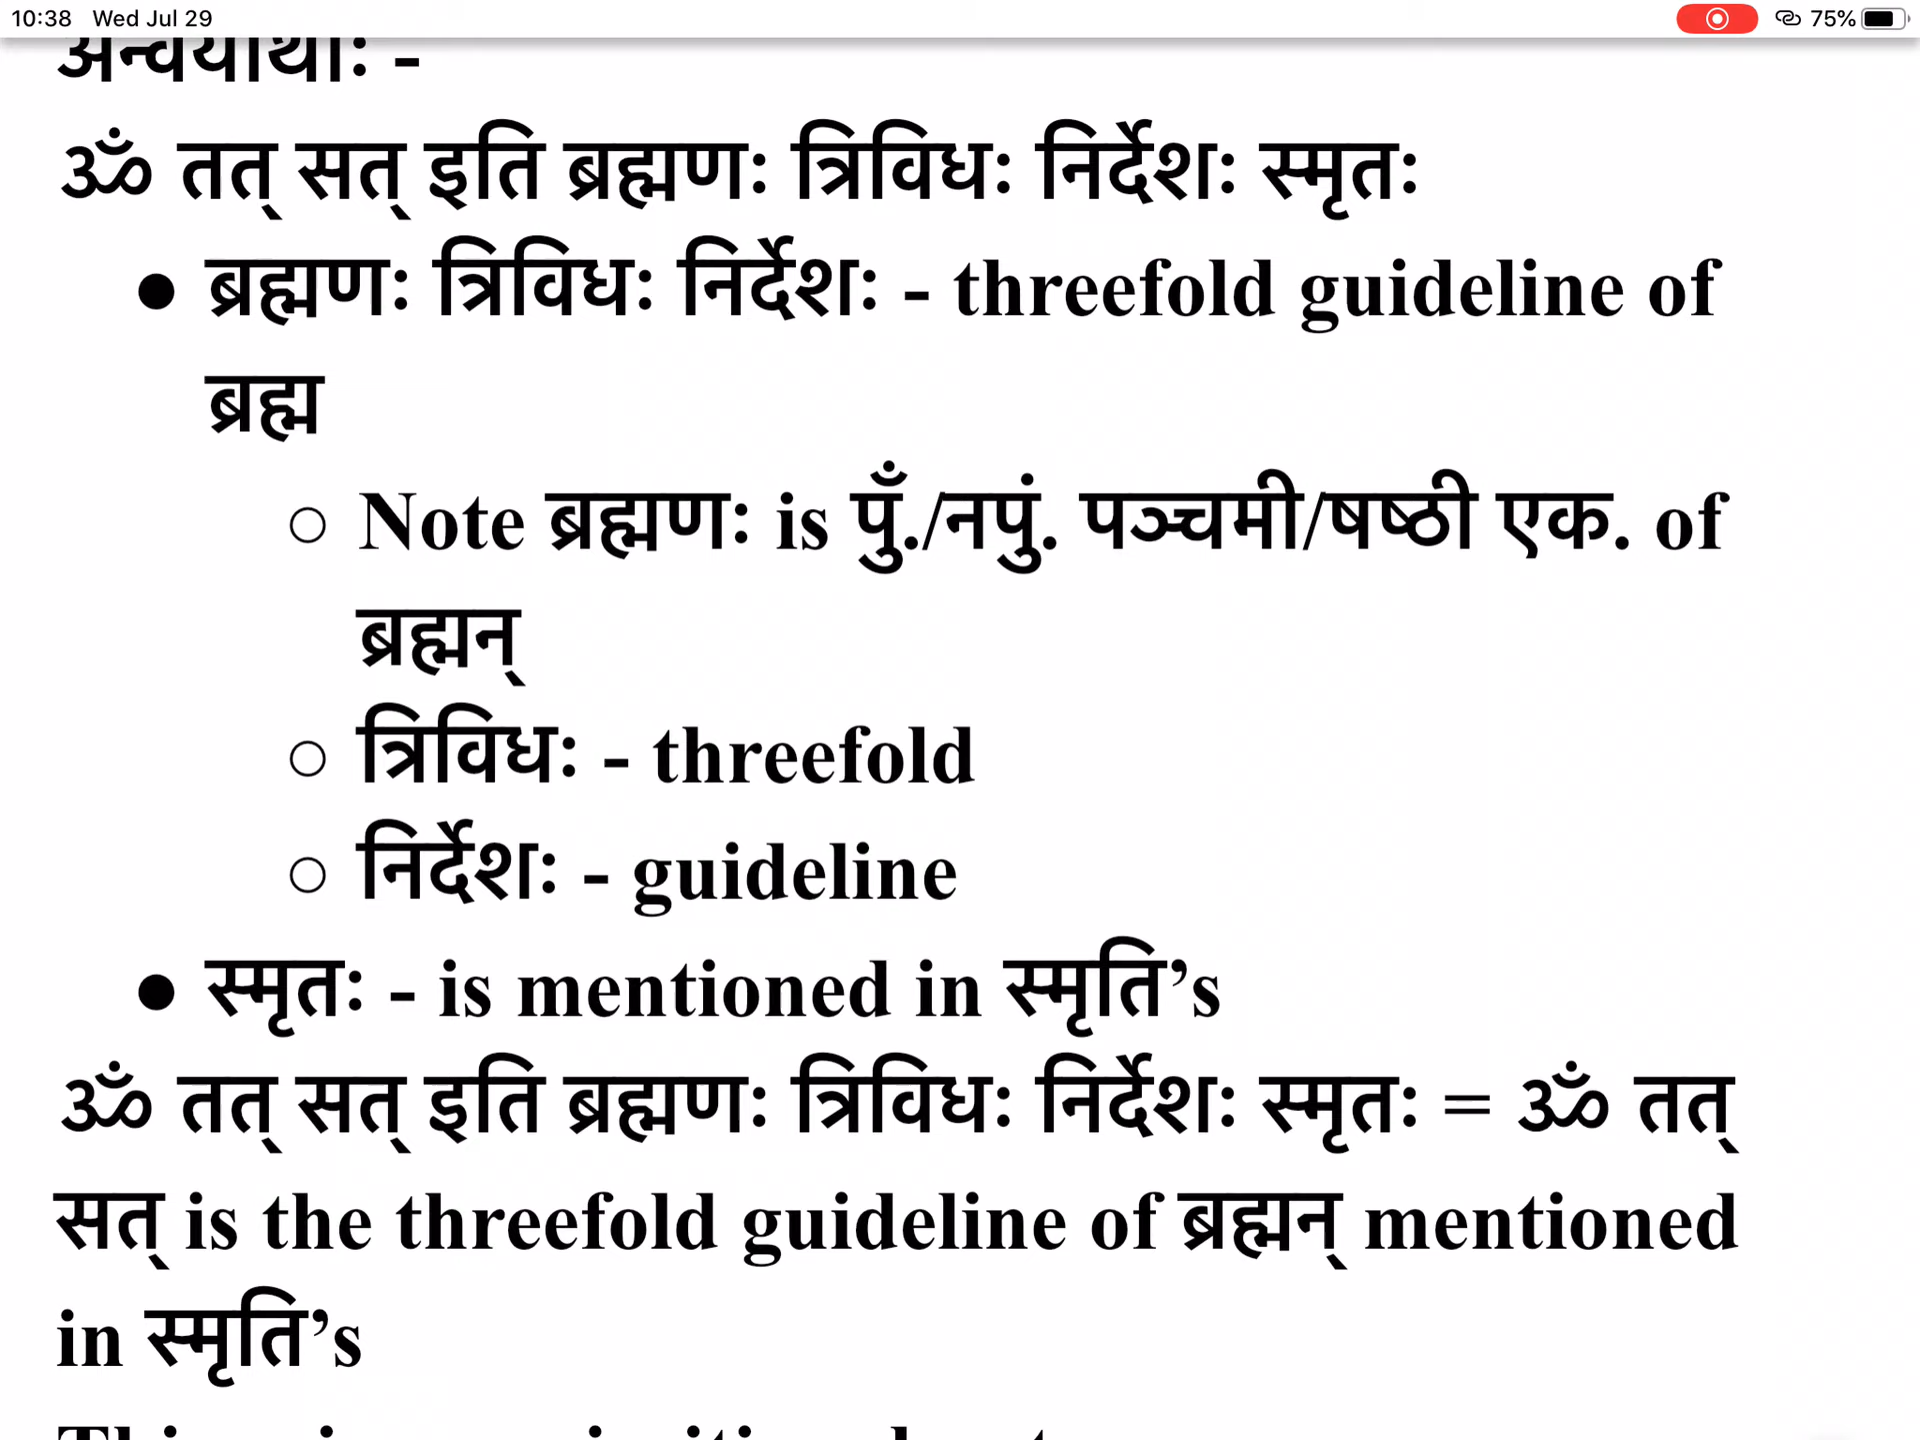 10:38 Wed Jul 29 75%
अन्वयार्थाः -
ॐ तत् सत् इति ब्रह्मणः त्रिविधः निर्देशः स्मृतः
● ब्रह्मणः त्रिविधः निर्देशः - threefold guideline of
ब्रह्म
○ Note ब्रह्मणः is पुँ./नपुं. पञ्चमी/षष्ठी एक. of
ब्रह्मन्
○ त्रिविधः - threefold
○ निर्देशः - guideline
● स्मृतः - is mentioned in स्मृति’s
ॐ तत् सत् इति ब्रह्मणः त्रिविधः निर्देशः स्मृतः = ॐ तत्
सत् is the threefold guideline of ब्रह्मन् mentioned
in स्मृति’s